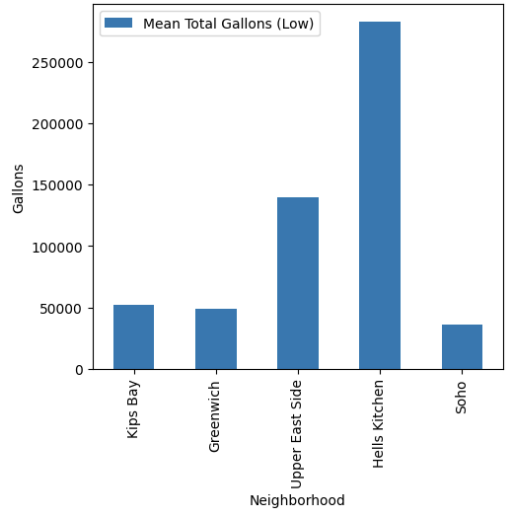 Mean Total Gallons (Low)
Gallons
250000
200000
150000
100000
50000
0
Kips Bay
Greenwich
Upper East Side
Hells Kitchen
Soho
Neighborhood